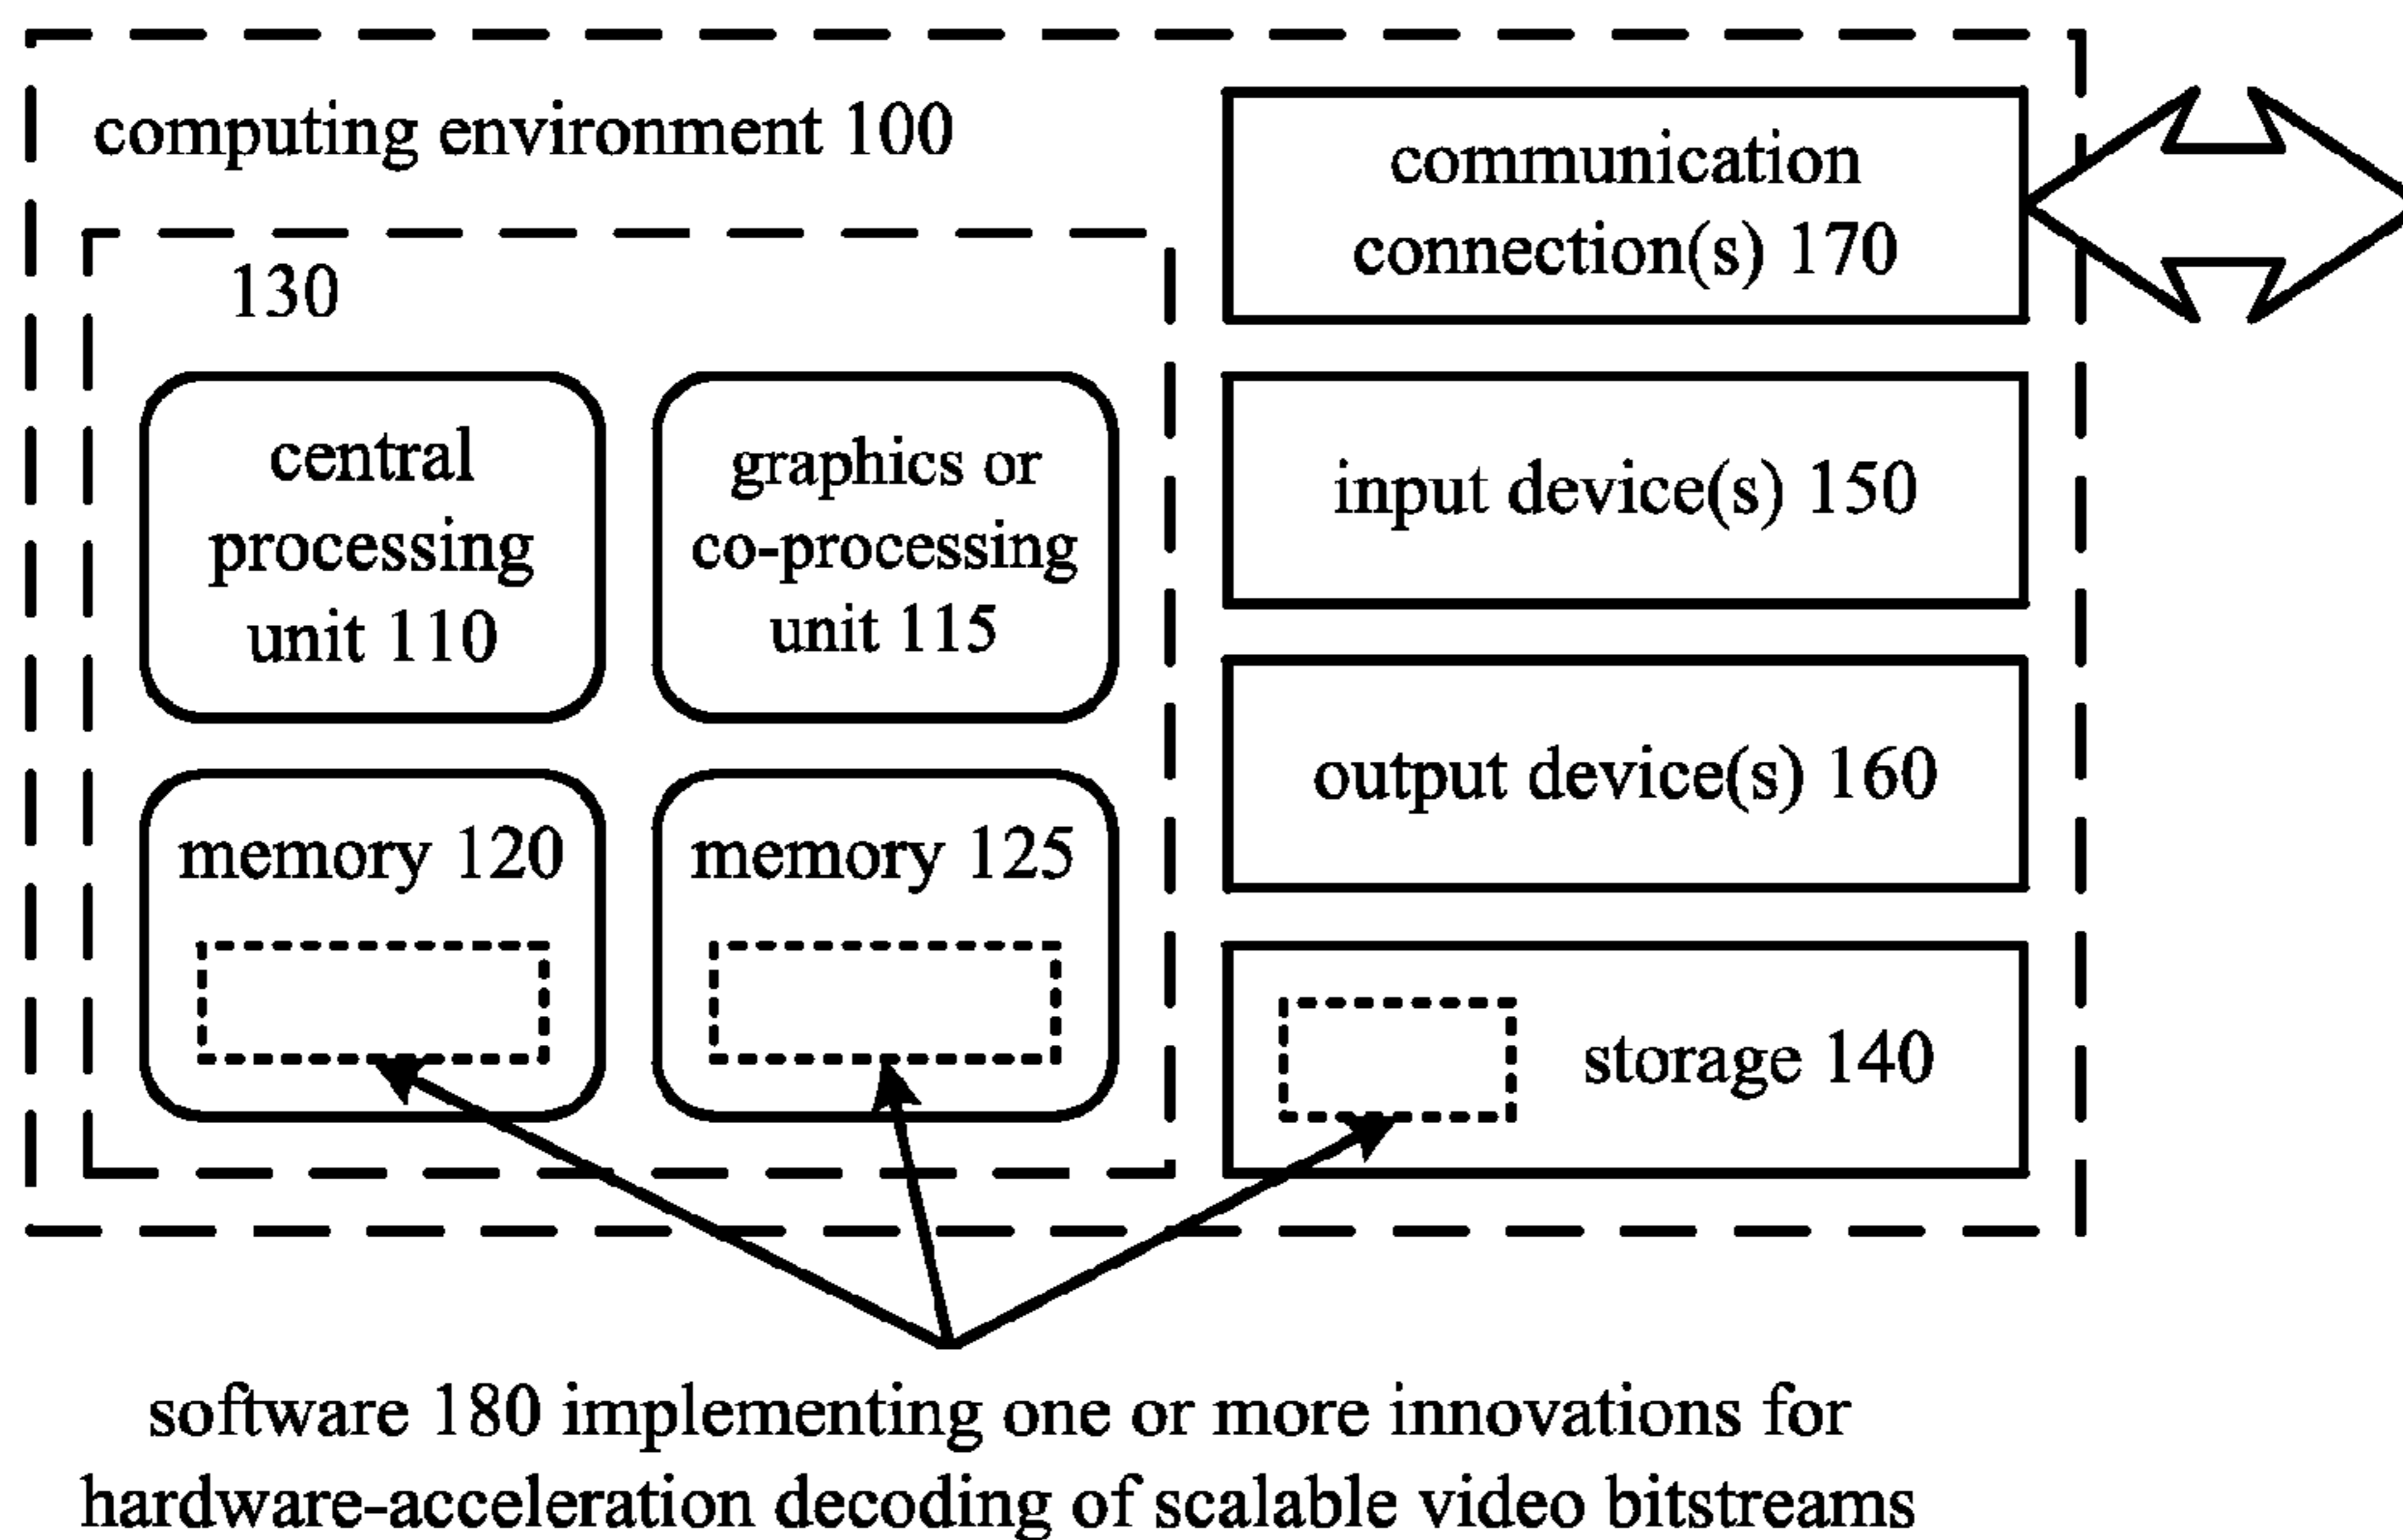 computing environment 100
130
central
processing
unit 110
graphics or
co-processing
unit 115
memory 120
memory 125
communication
connection(s) 170
input device(s) 150
output device(s) 160
storage 140
software 180 implementing one or more innovations for
hardware-acceleration decoding of scalable video bitstreams